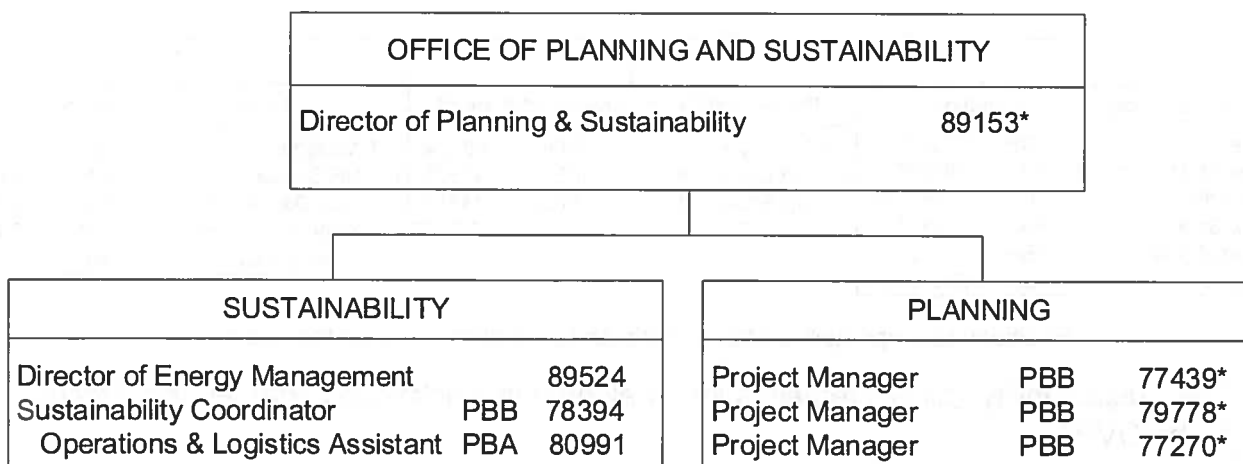 OFFICE OF PLANNING AND SUSTAINABILITY
Director of Planning & Sustainability 89153*
SUSTAINABILITY
Director of Energy Management 89524
Sustainability Coordinator PBB 78394
Operations & Logistics Assistant PBA 80991
PLANNING
Project Manager PBB 77439*
Project Manager PBB 79778*
Project Manager PBB 77270*